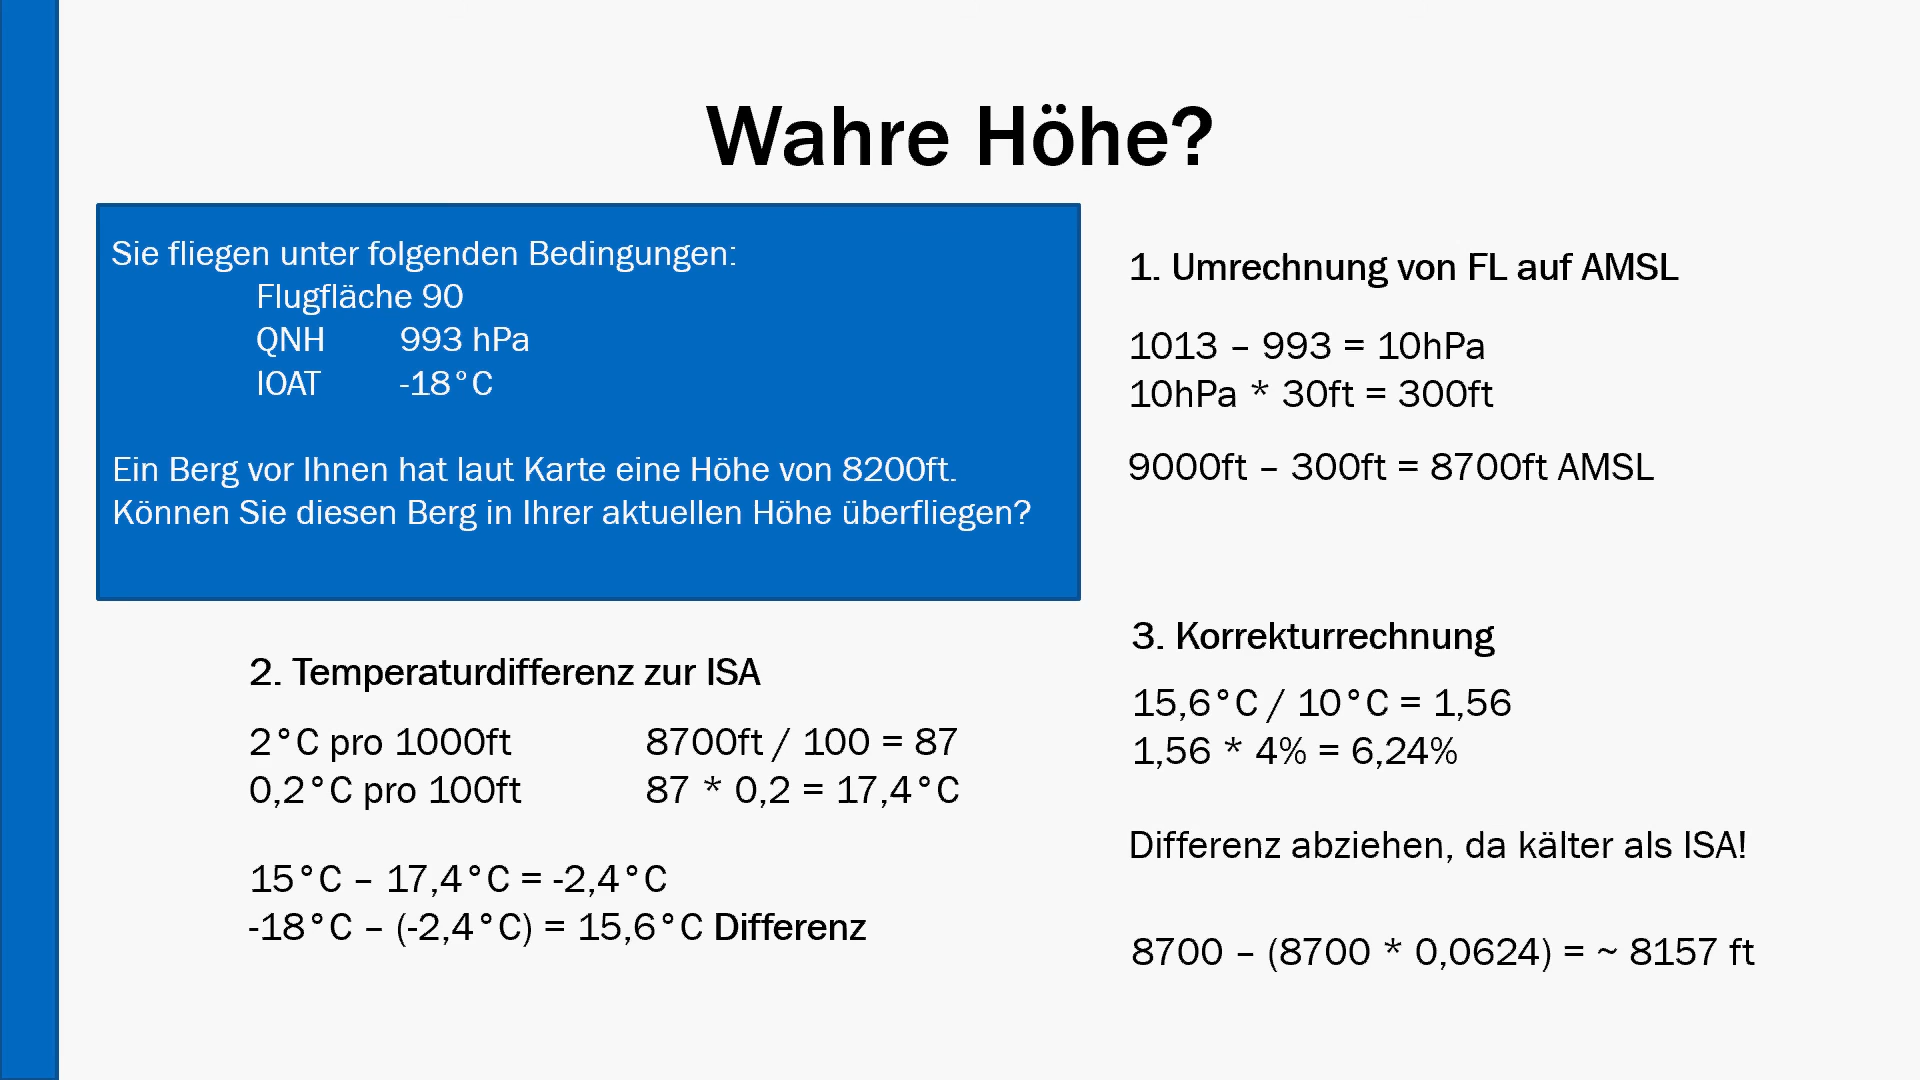 Wahre Höhe?
Sie fliegen unter folgenden Bedingungen:
Flugfläche 90
QNH 993 hPa
IOAT -18°C
Ein Berg vor Ihnen hat laut Karte eine Höhe von 8200ft.
Können Sie diesen Berg in Ihrer aktuellen Höhe überfliegen?
1. Umrechnung von FL auf AMSL
1013 – 993 = 10hPa
10hPa * 30ft = 300ft
9000ft – 300ft = 8700ft AMSL
2. Temperaturdifferenz zur ISA
2°C pro 1000ft 8700ft / 100 = 87
0,2°C pro 100ft 87 * 0,2 = 17,4°C
15°C – 17,4°C = -2,4°C
-18°C – (-2,4°C) = 15,6°C Differenz
3. Korrekturrechnung
15,6°C / 10°C = 1,56
1,56 * 4% = 6,24%
Differenz abziehen, da kälter als ISA!
8700 – (8700 * 0,0624) = ~ 8157 ft